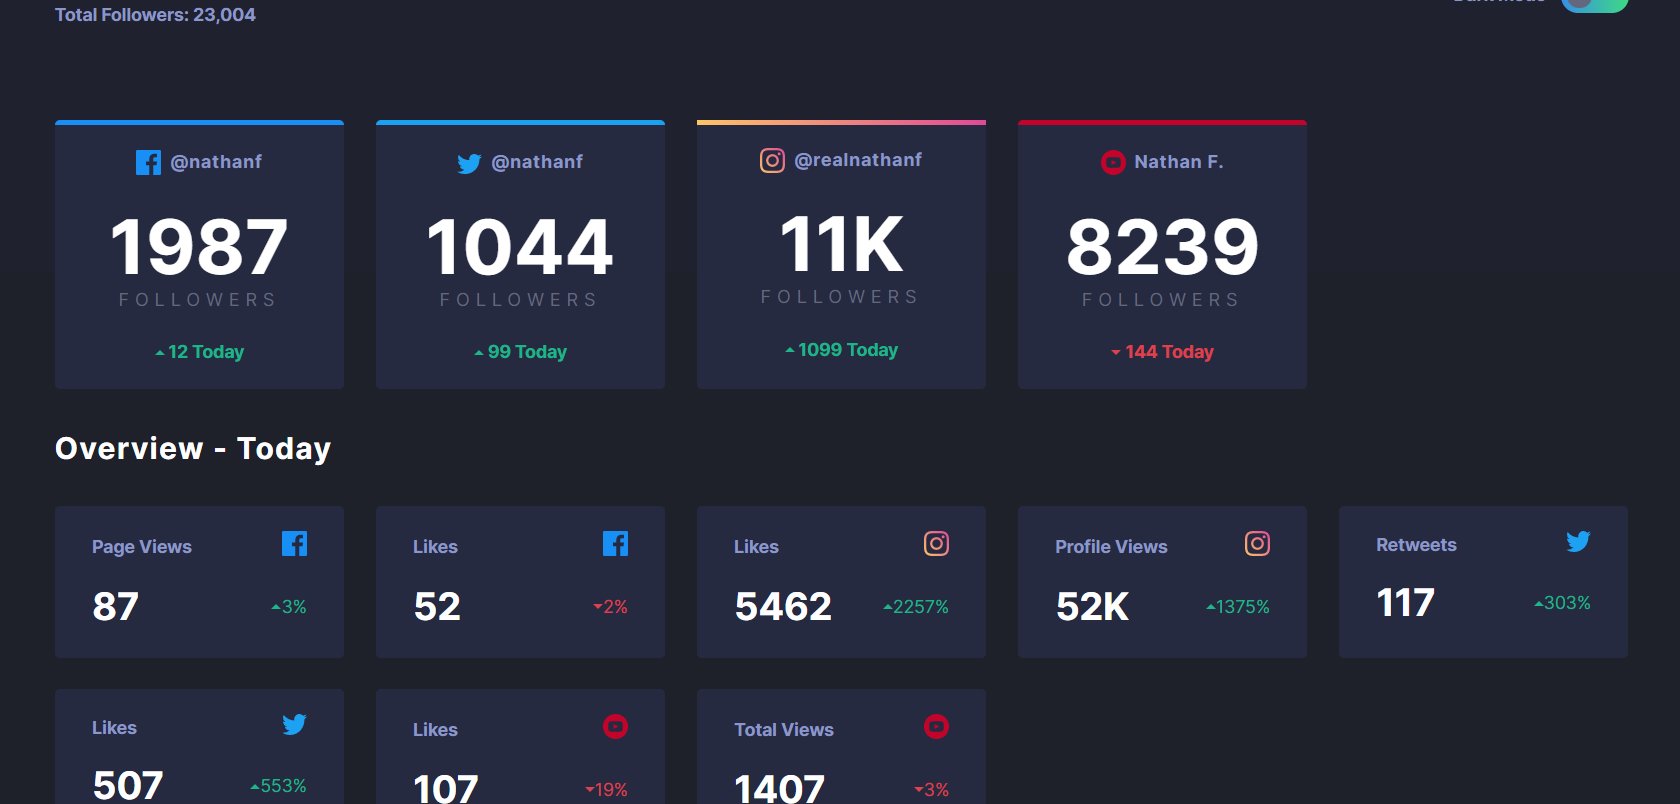 Total Followers: 23,004
@nathanf
1987
FOLLOWERS
12 Today
@nathanf
1044
FOLLOWERS
99 Today
@realnathanf
11K
FOLLOWERS
1099 Today
Nathan F.
8239
FOLLOWERS
144 Today
Overview - Today
Page Views
87
3%
Likes
52
2%
Likes
5462
2257%
Profile Views
52K
1375%
Retweets
117
303%
Likes
507
553%
Likes
107
19%
Total Views
1407
3%